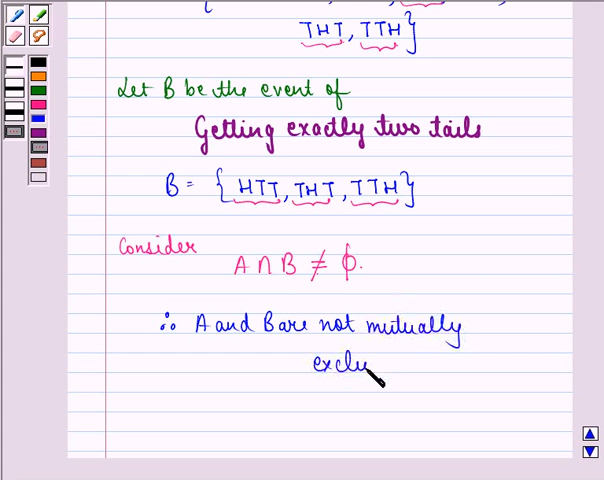 THT, TTH}
Let B be the event of
Getting exactly two tails
B = { HTT, THT, TTH}
Consider
A ∩ B ≠ ϕ.
∴ A and B are not mutually
exclu